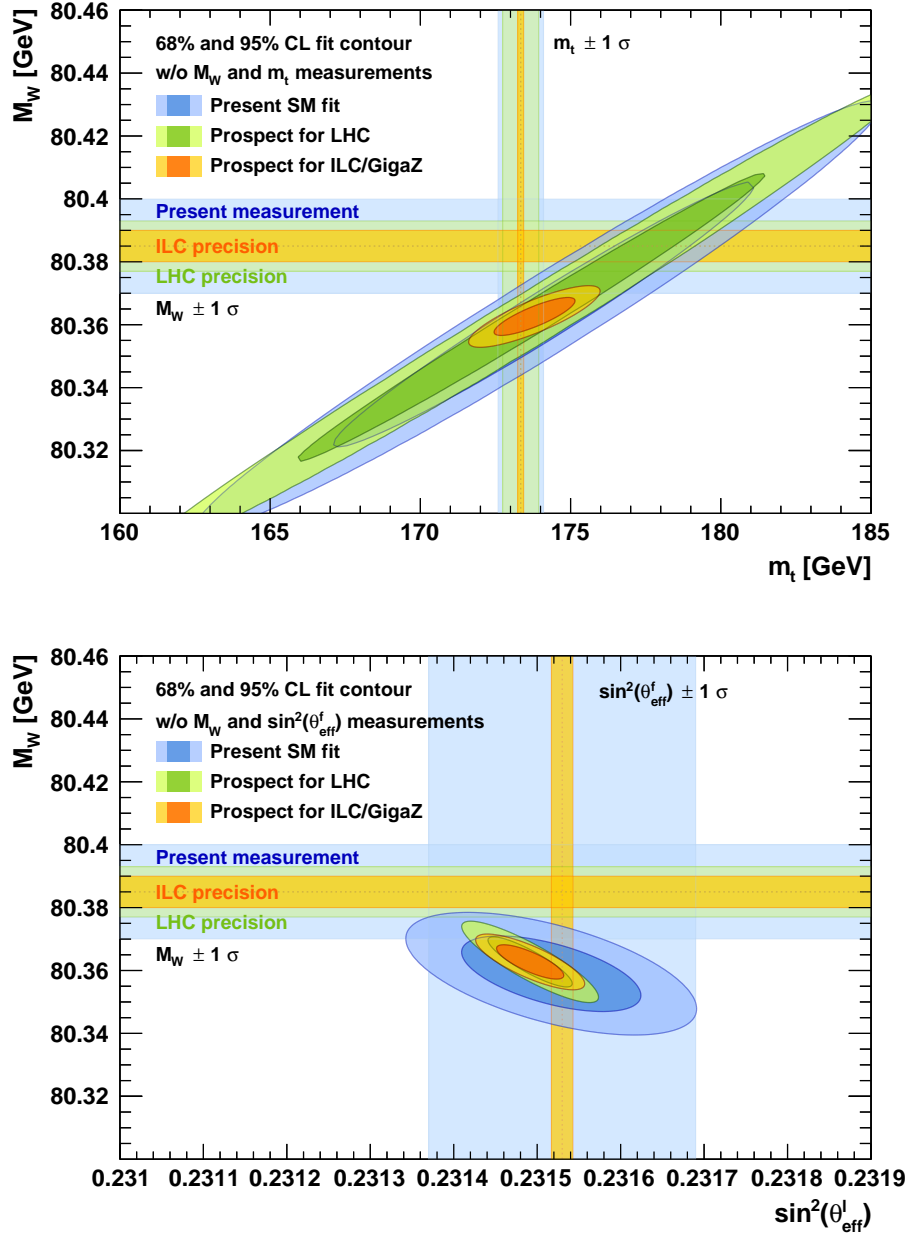 M_W [GeV]
80.46
80.44
80.42
80.4
80.38
80.36
80.34
80.32
68% and 95% CL fit contour
w/o M_W and m_t measurements
Present SM fit
Prospect for LHC
Prospect for ILC/GigaZ
m_t ± 1 σ
Present measurement
ILC precision
LHC precision
M_W ± 1 σ
160 165 170 175 180 185
m_t [GeV]
M_W [GeV]
80.46
80.44
80.42
80.4
80.38
80.36
80.34
80.32
68% and 95% CL fit contour
w/o M_W and sin²(θ^f_eff) measurements
Present SM fit
Prospect for LHC
Prospect for ILC/GigaZ
sin²(θ^f_eff) ± 1 σ
Present measurement
ILC precision
LHC precision
M_W ± 1 σ
0.231 0.2311 0.2312 0.2313 0.2314 0.2315 0.2316 0.2317 0.2318 0.2319
sin²(θ^l_eff)